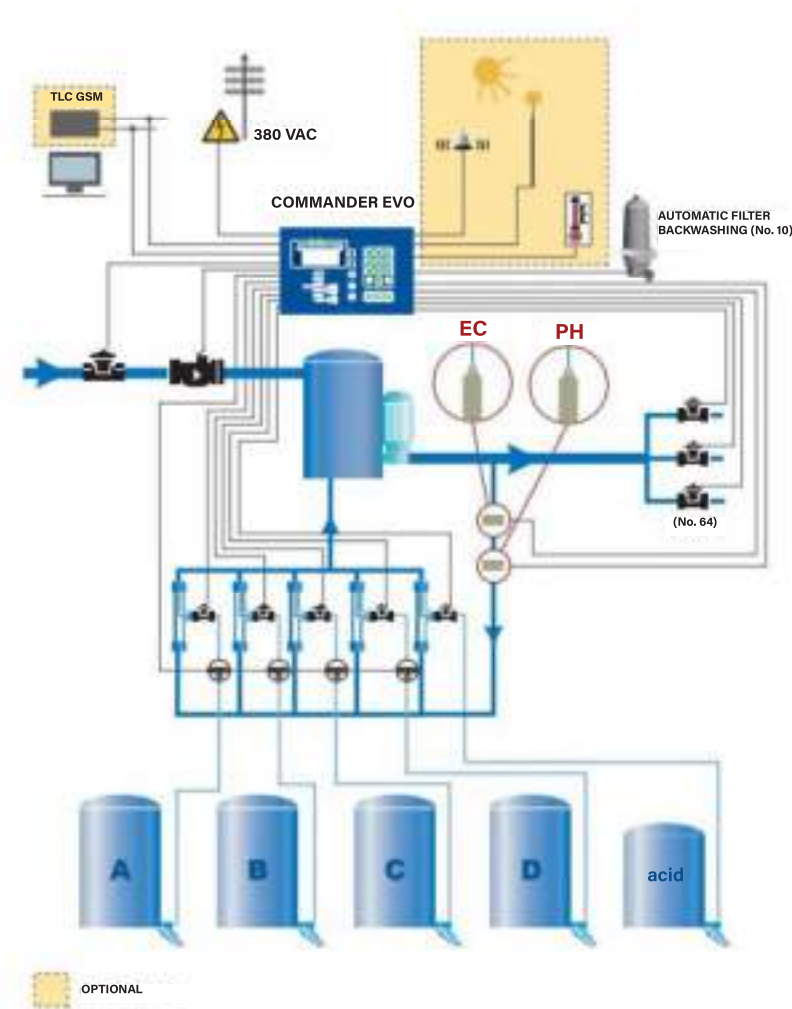 TLC GSM
380 VAC
COMMANDER EVO
AUTOMATIC FILTER
BACKWASHING (No. 10)
EC
PH
(No. 64)
A
B
C
D
acid
OPTIONAL